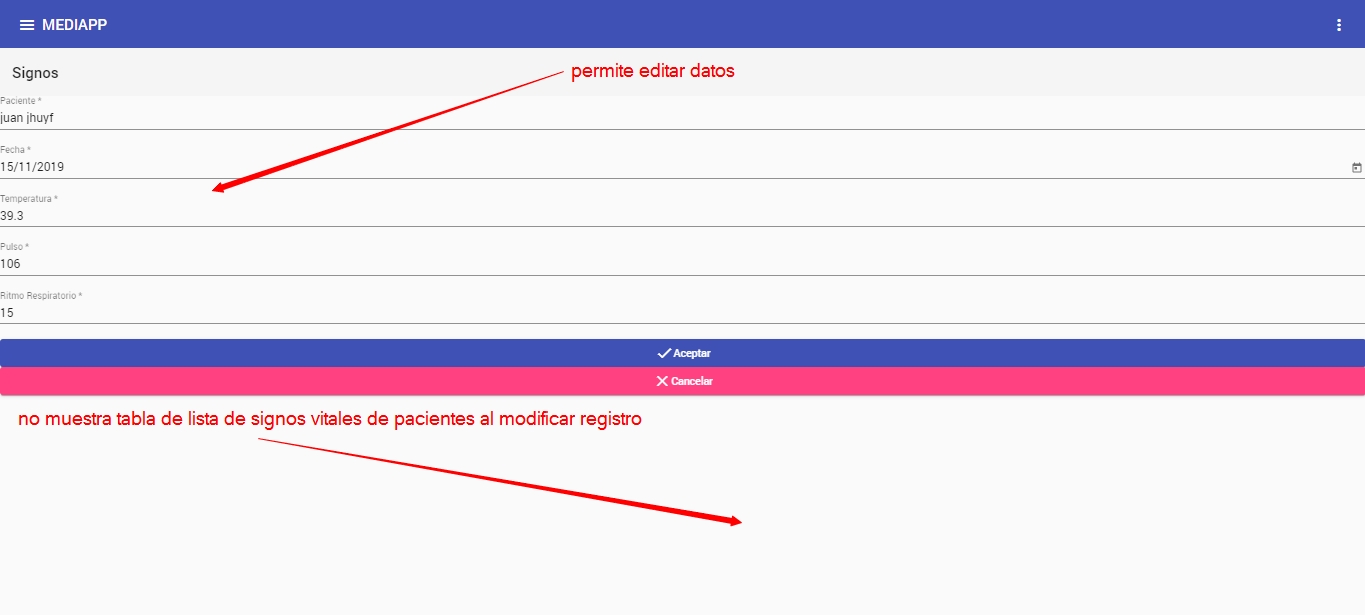 MEDIAPP
Signos
permite editar datos
Paciente *
juan jhuyf
Fecha *
15/11/2019
Temperatura *
39.3
Pulso *
106
Ritmo Respiratorio *
15
Aceptar
Cancelar
no muestra tabla de lista de signos vitales de pacientes al modificar registro